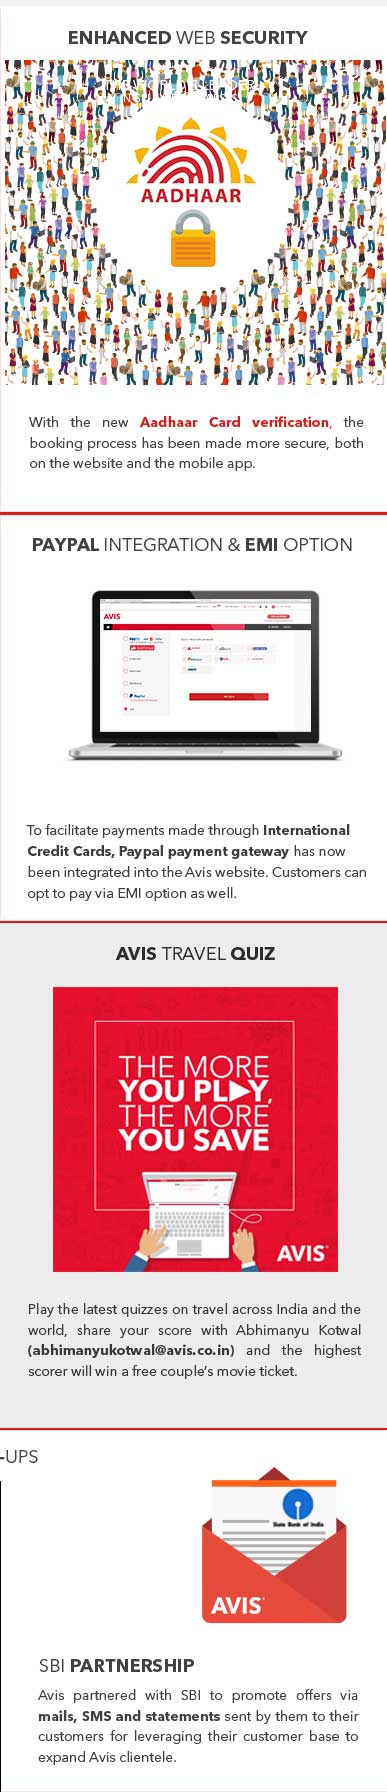 ENHANCED WEB SECURITY
AADHAAR
With the new Aadhaar Card verification, the
booking process has been made more secure, both
on the website and the mobile app.
PAYPAL INTEGRATION & EMI OPTION
AVIS
PayPal
To facilitate payments made through International
Credit Cards, Paypal payment gateway has now
been integrated into the Avis website. Customers can
opt to pay via EMI option as well.
AVIS TRAVEL QUIZ
ROAD
THE MORE
YOU PLAY,
THE MORE
YOU SAVE
AVIS
Play the latest quizzes on travel across India and the
world, share your score with Abhimanyu Kotwal
(abhimanyukotwal@avis.co.in) and the highest
scorer will win a free couple's movie ticket.
-UPS
State Bank of India
AVIS
SBI PARTNERSHIP
Avis partnered with SBI to promote offers via
mails, SMS and statements sent by them to their
customers for leveraging their customer base to
expand Avis clientele.